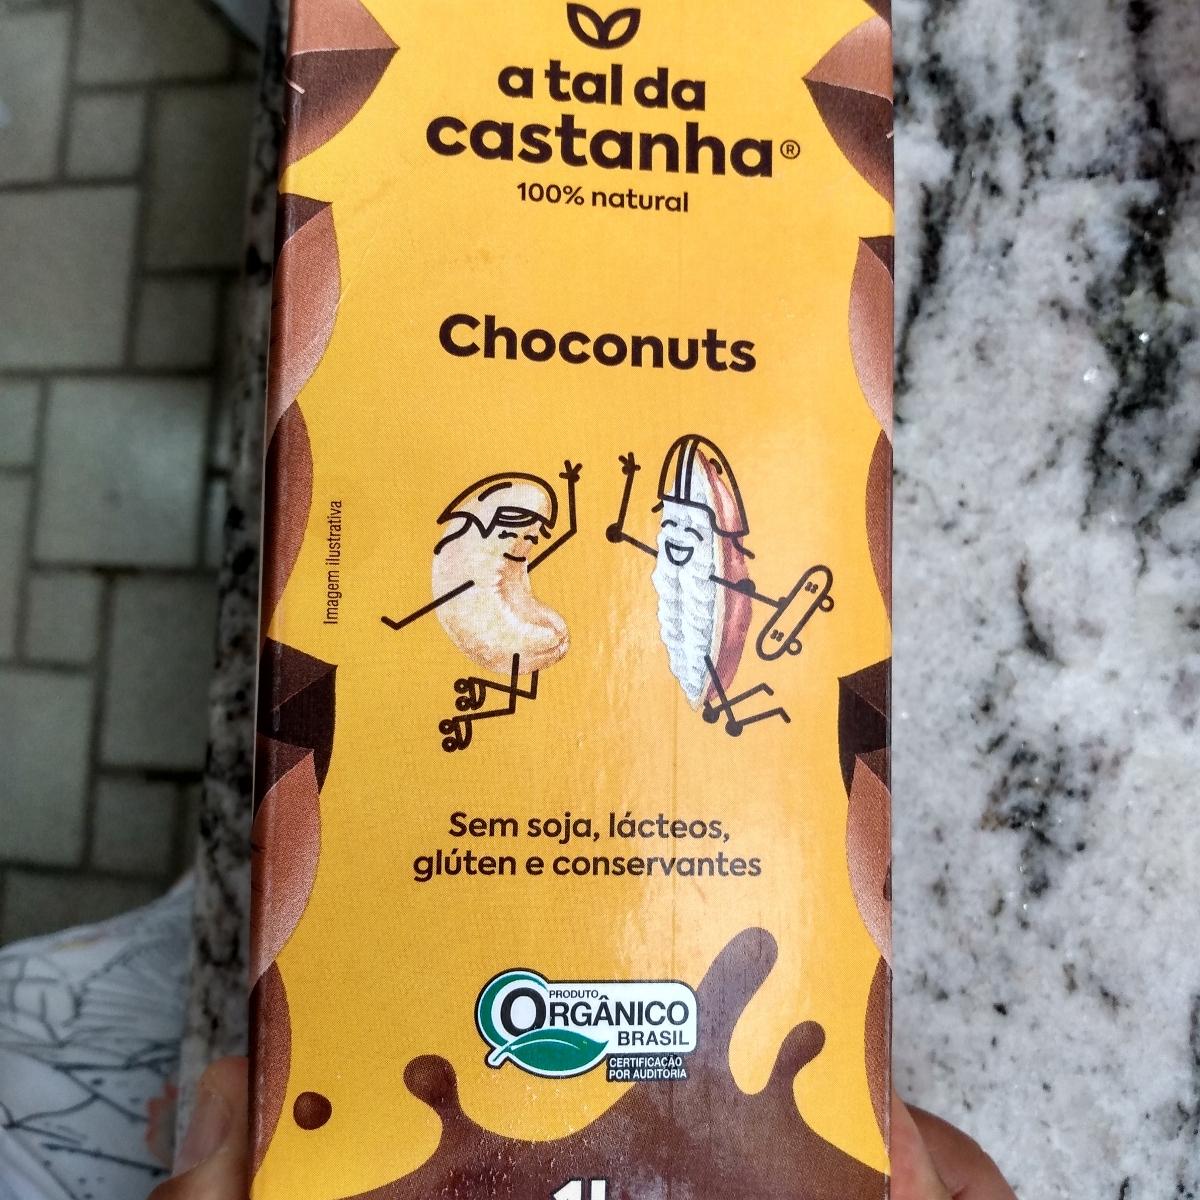 a tal da
castanha®
100% natural
Choconuts
Imagem ilustrativa
Sem soja, lácteos,
glúten e conservantes
PRODUTO
ORGÂNICO
BRASIL
CERTIFICAÇÃO
POR AUDITORIA
1L